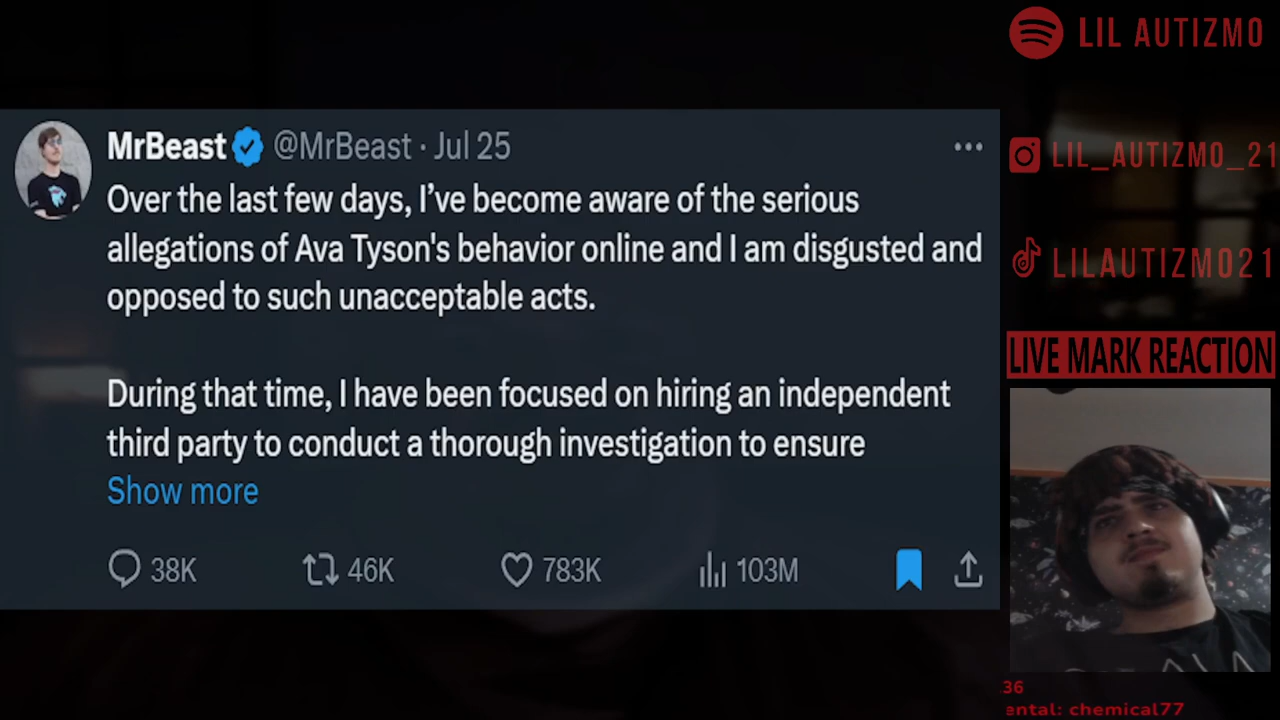 MrBeast @MrBeast · Jul 25
Over the last few days, I’ve become aware of the serious
allegations of Ava Tyson's behavior online and I am disgusted and
opposed to such unacceptable acts.
During that time, I have been focused on hiring an independent
third party to conduct a thorough investigation to ensure
Show more
38K 46K 783K 103M
LIL AUTIZMO
LIL_AUTIZMO_21
LILAUTIZMO21
LIVE MARK REACTION
36
ental: chemical77